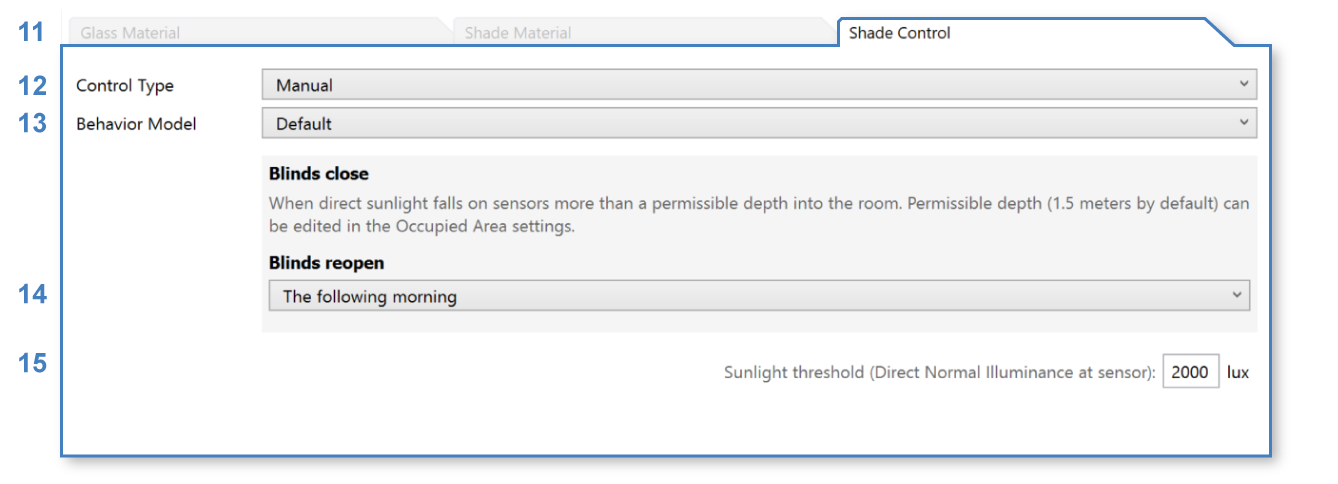 11 Glass Material Shade Material Shade Control
12 Control Type Manual
13 Behavior Model Default
Blinds close
When direct sunlight falls on sensors more than a permissible depth into the room. Permissible depth (1.5 meters by default) can
be edited in the Occupied Area settings.
Blinds reopen
14 The following morning
15 Sunlight threshold (Direct Normal Illuminance at sensor): 2000 lux